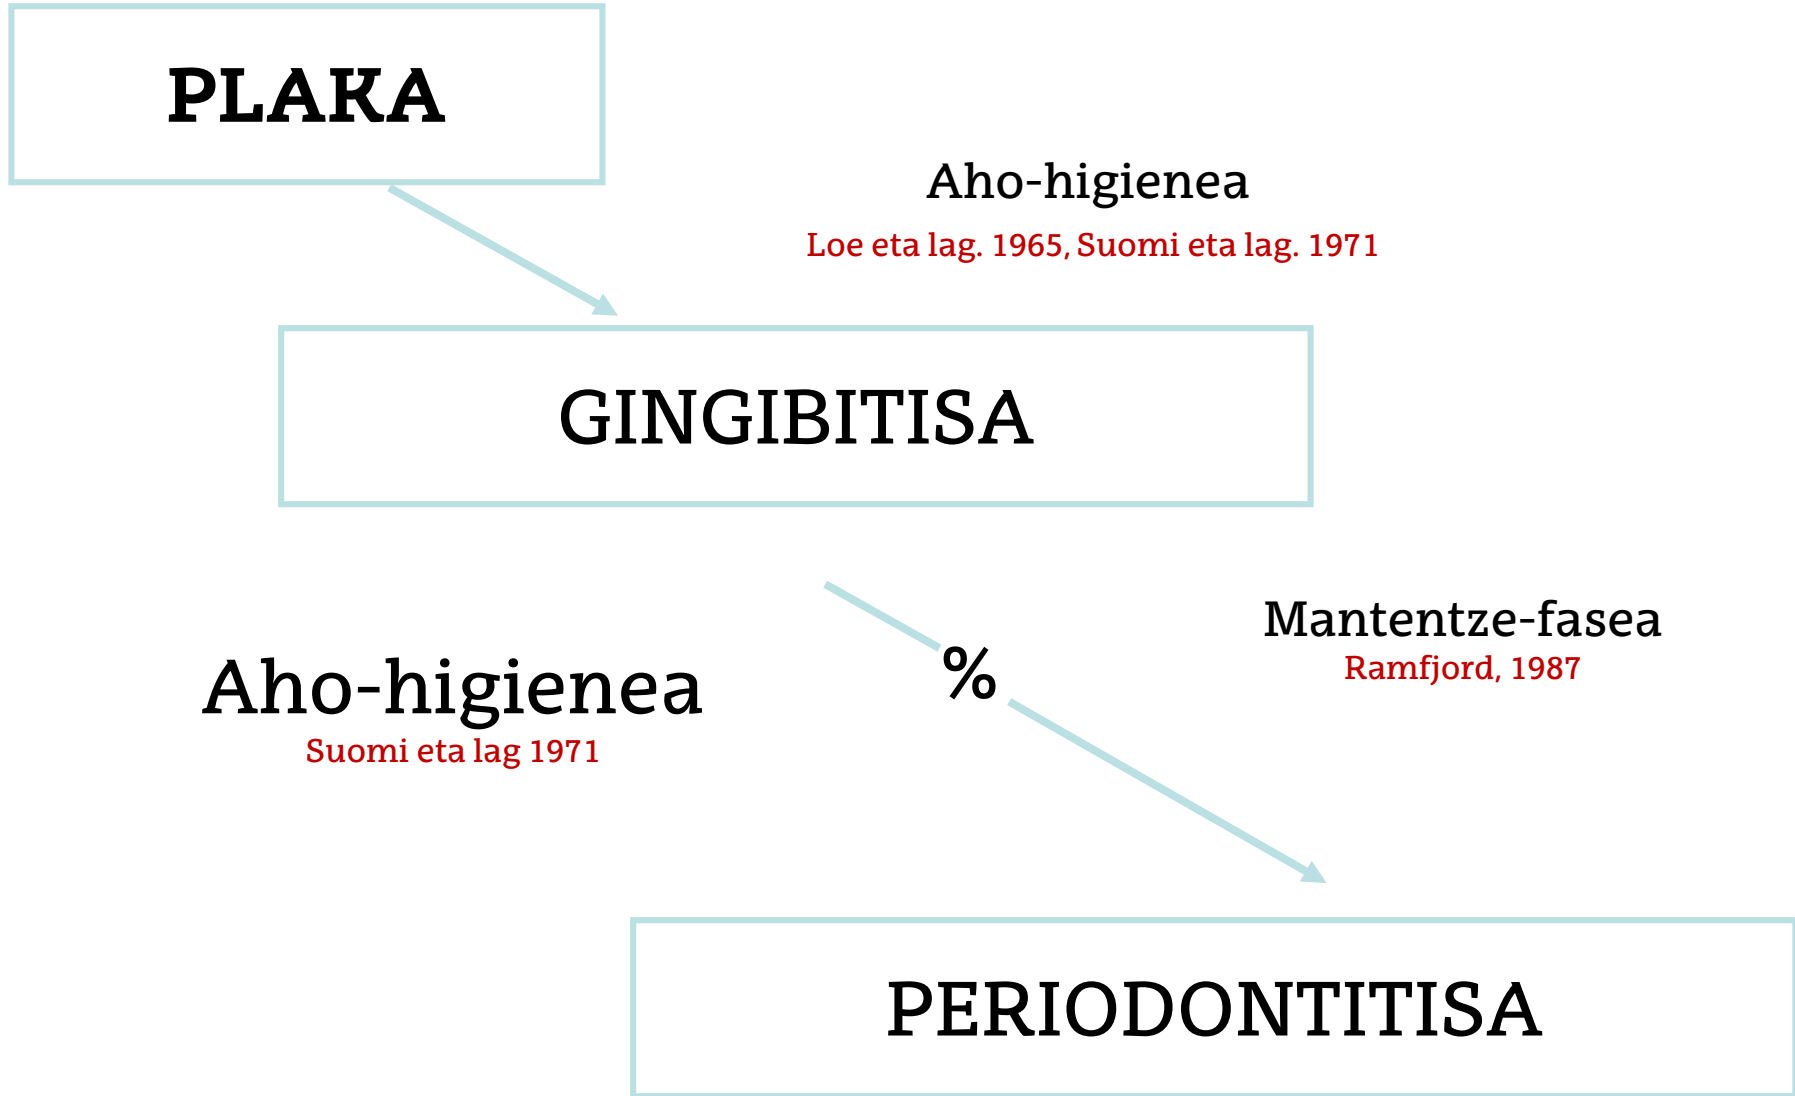 PLAKA
Aho-higienea
Loe eta lag. 1965, Suomi eta lag. 1971
GINGIBITISA
Mantentze-fasea
Ramfjord, 1987
%
Aho-higienea
Suomi eta lag 1971
PERIODONTITISA